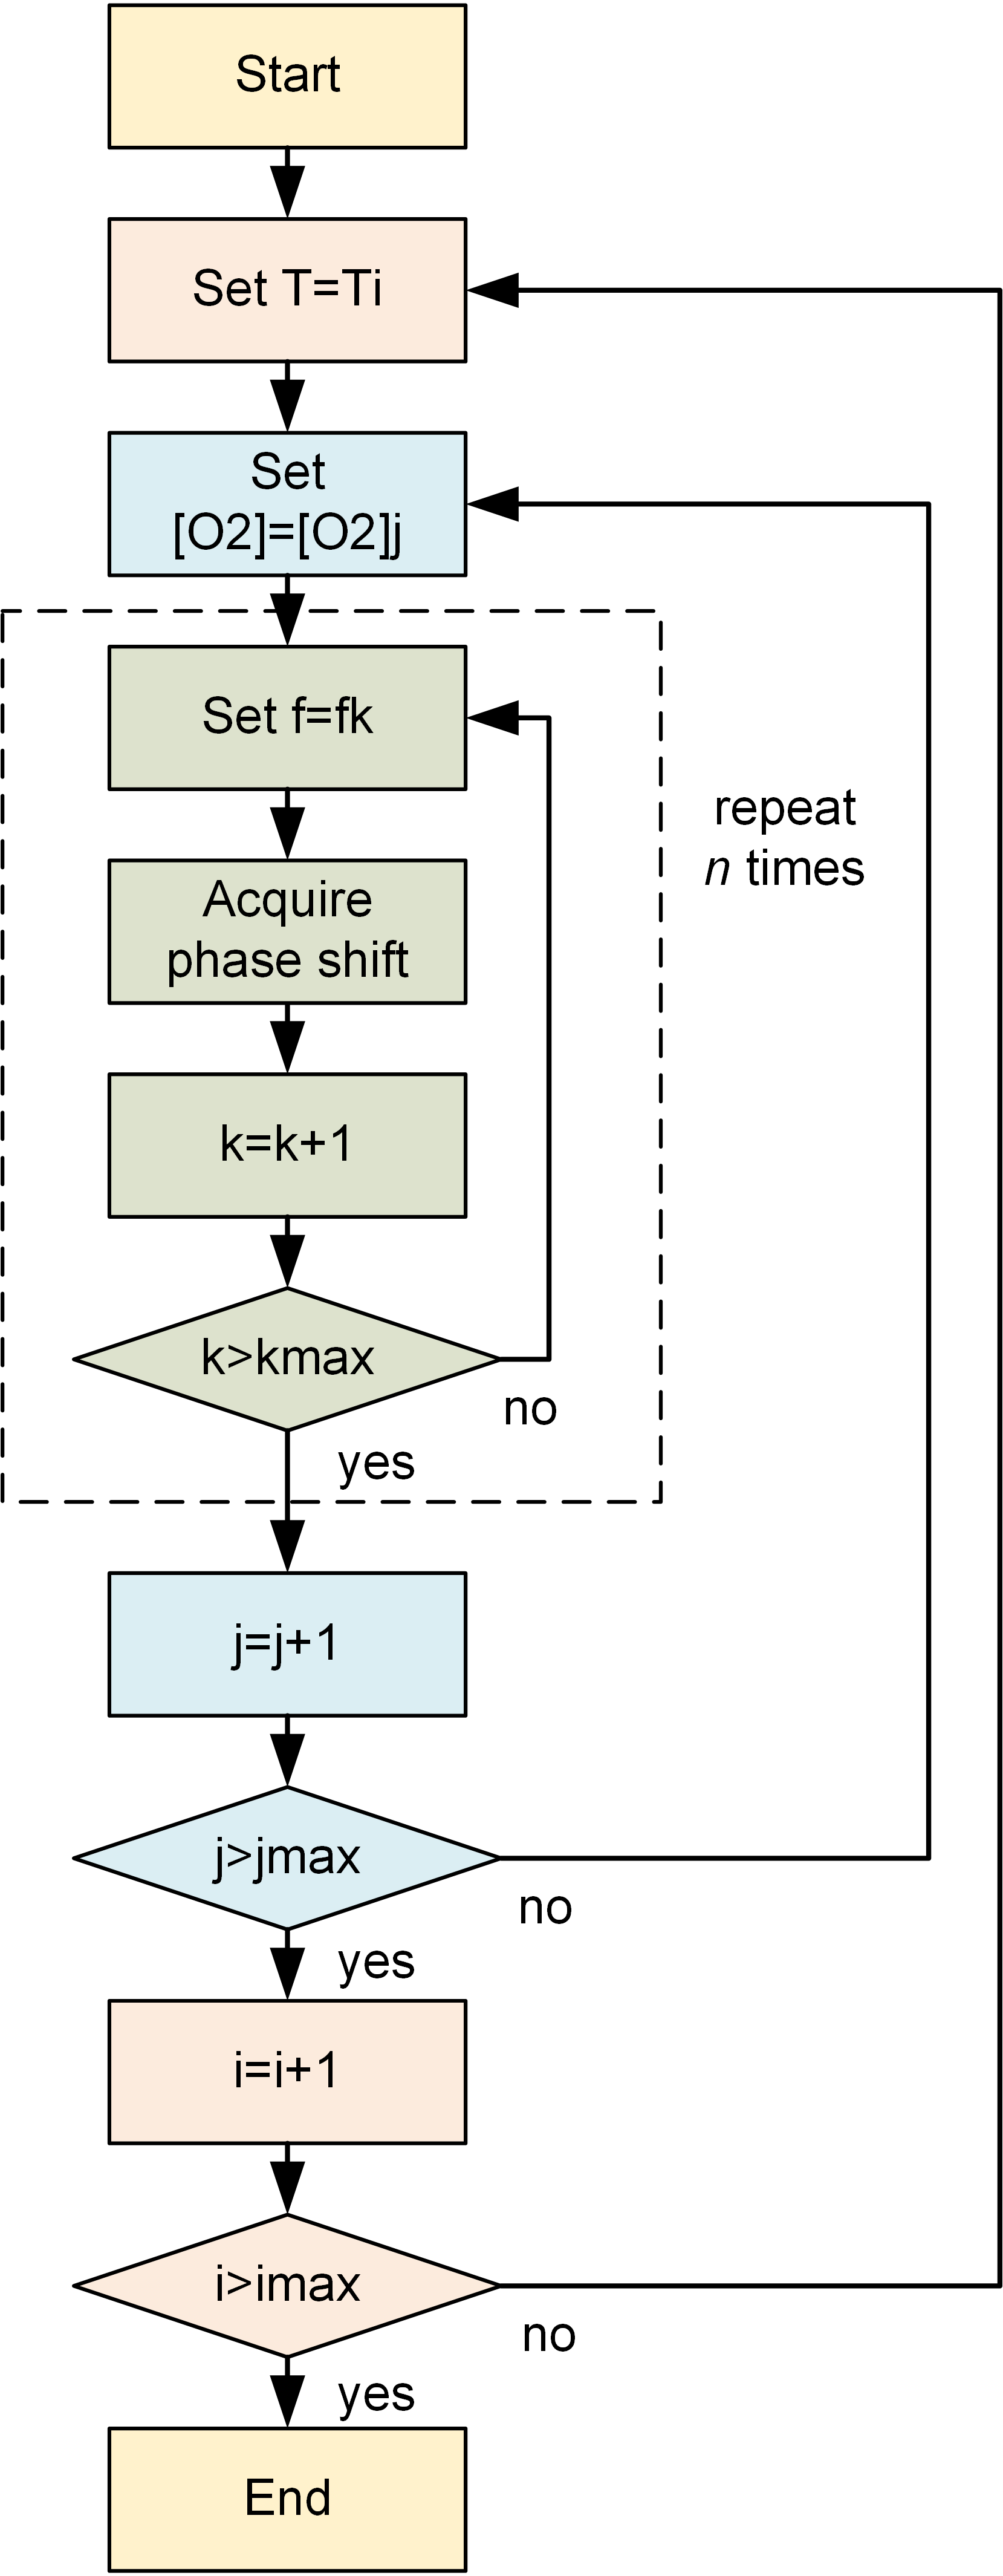 Start
Set T=Ti
Set
[O2]=[O2]j
Set f=fk
repeat
n times
Acquire
phase shift
k=k+1
k>kmax
no
yes
j=j+1
j>jmax
no
yes
i=i+1
i>imax
no
yes
End